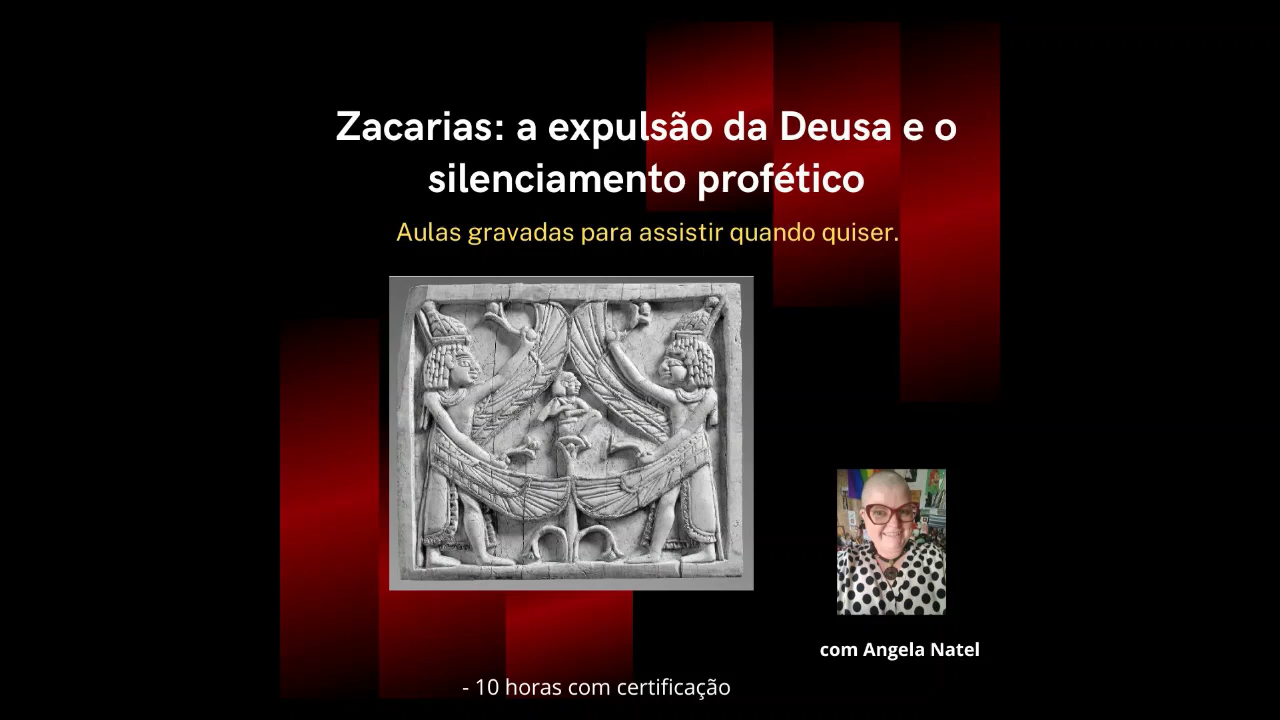 Zacarias: a expulsão da Deusa e o
silenciamento profético
Aulas gravadas para assistir quando quiser.
com Angela Natel
- 10 horas com certificação